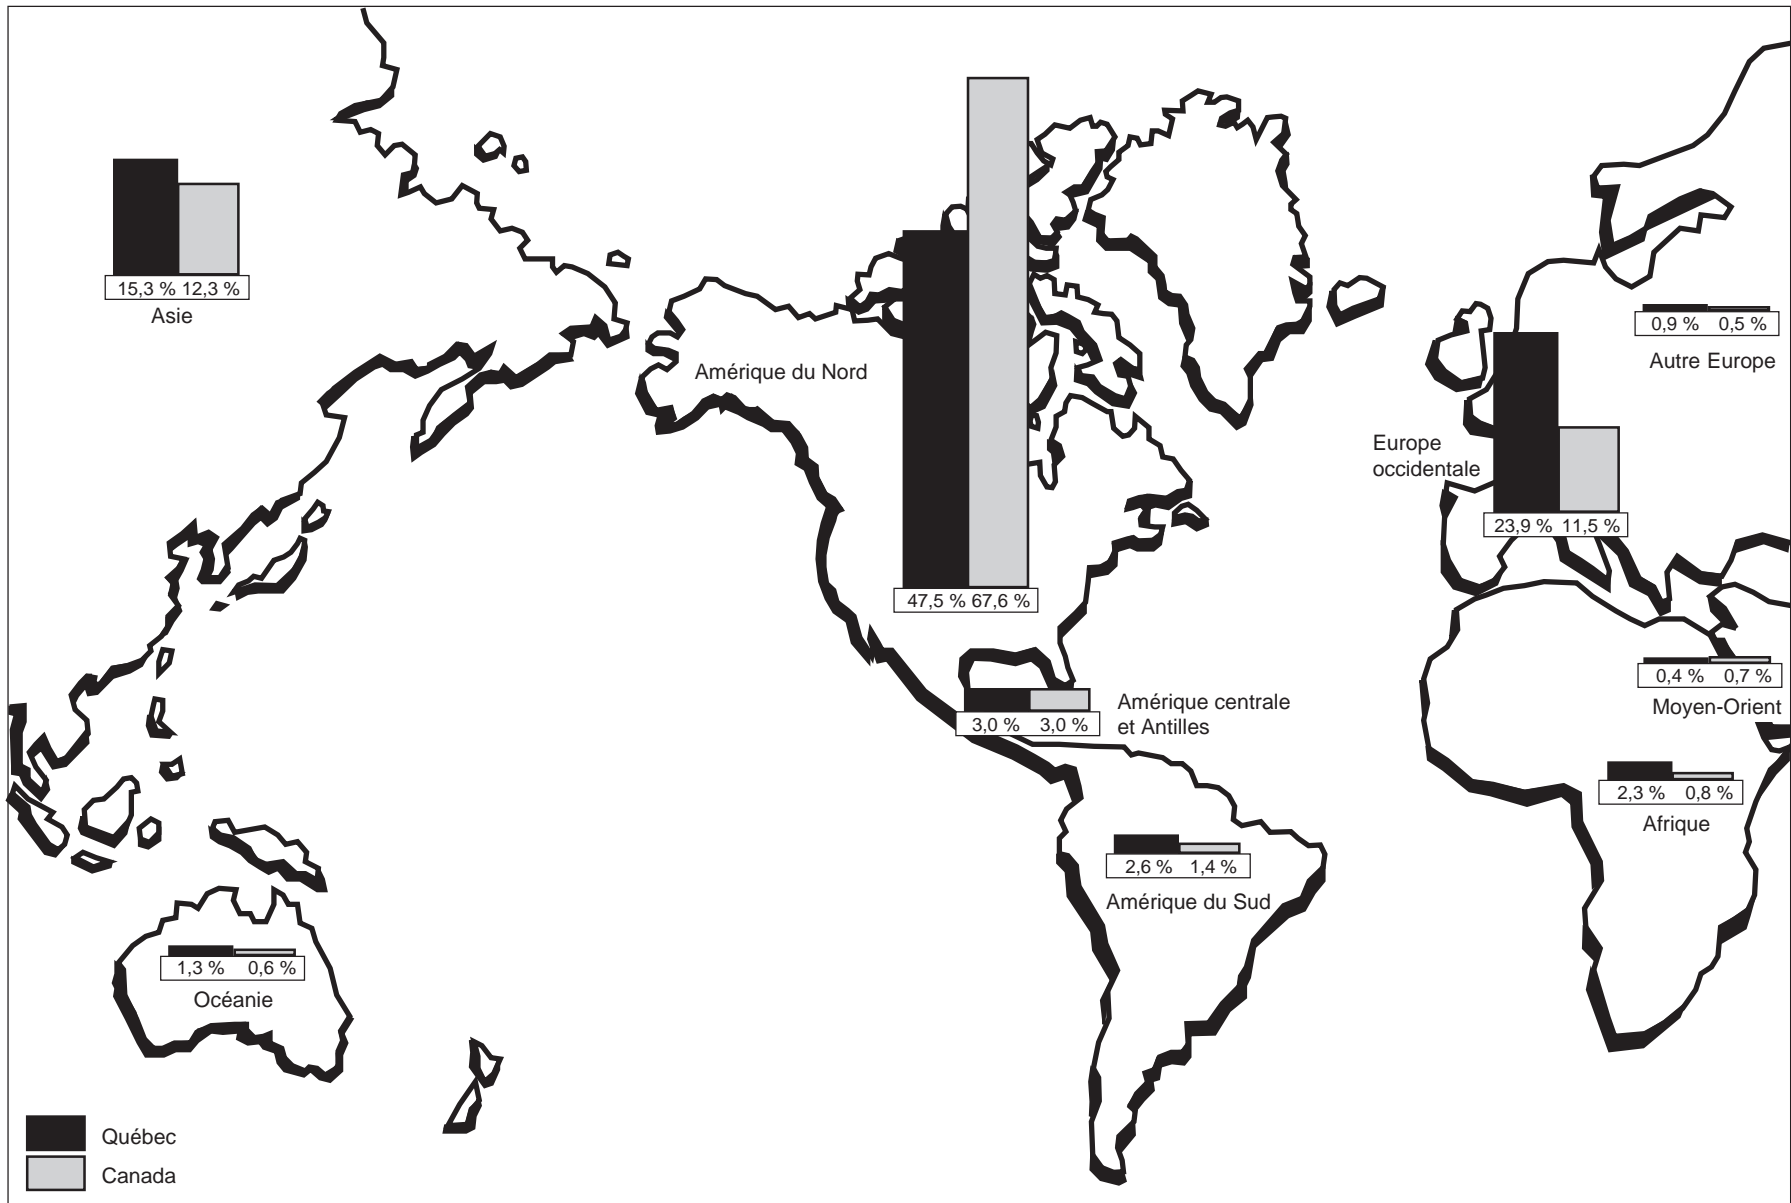 15,3 % 12,3 %
Asie
Amérique du Nord
47,5 % 67,6 %
0,9 % 0,5 %
Autre Europe
Europe
occidentale
23,9 % 11,5 %
3,0 % 3,0 %
Amérique centrale
et Antilles
0,4 % 0,7 %
Moyen-Orient
2,3 % 0,8 %
Afrique
2,6 % 1,4 %
Amérique du Sud
1,3 % 0,6 %
Océanie
Québec
Canada